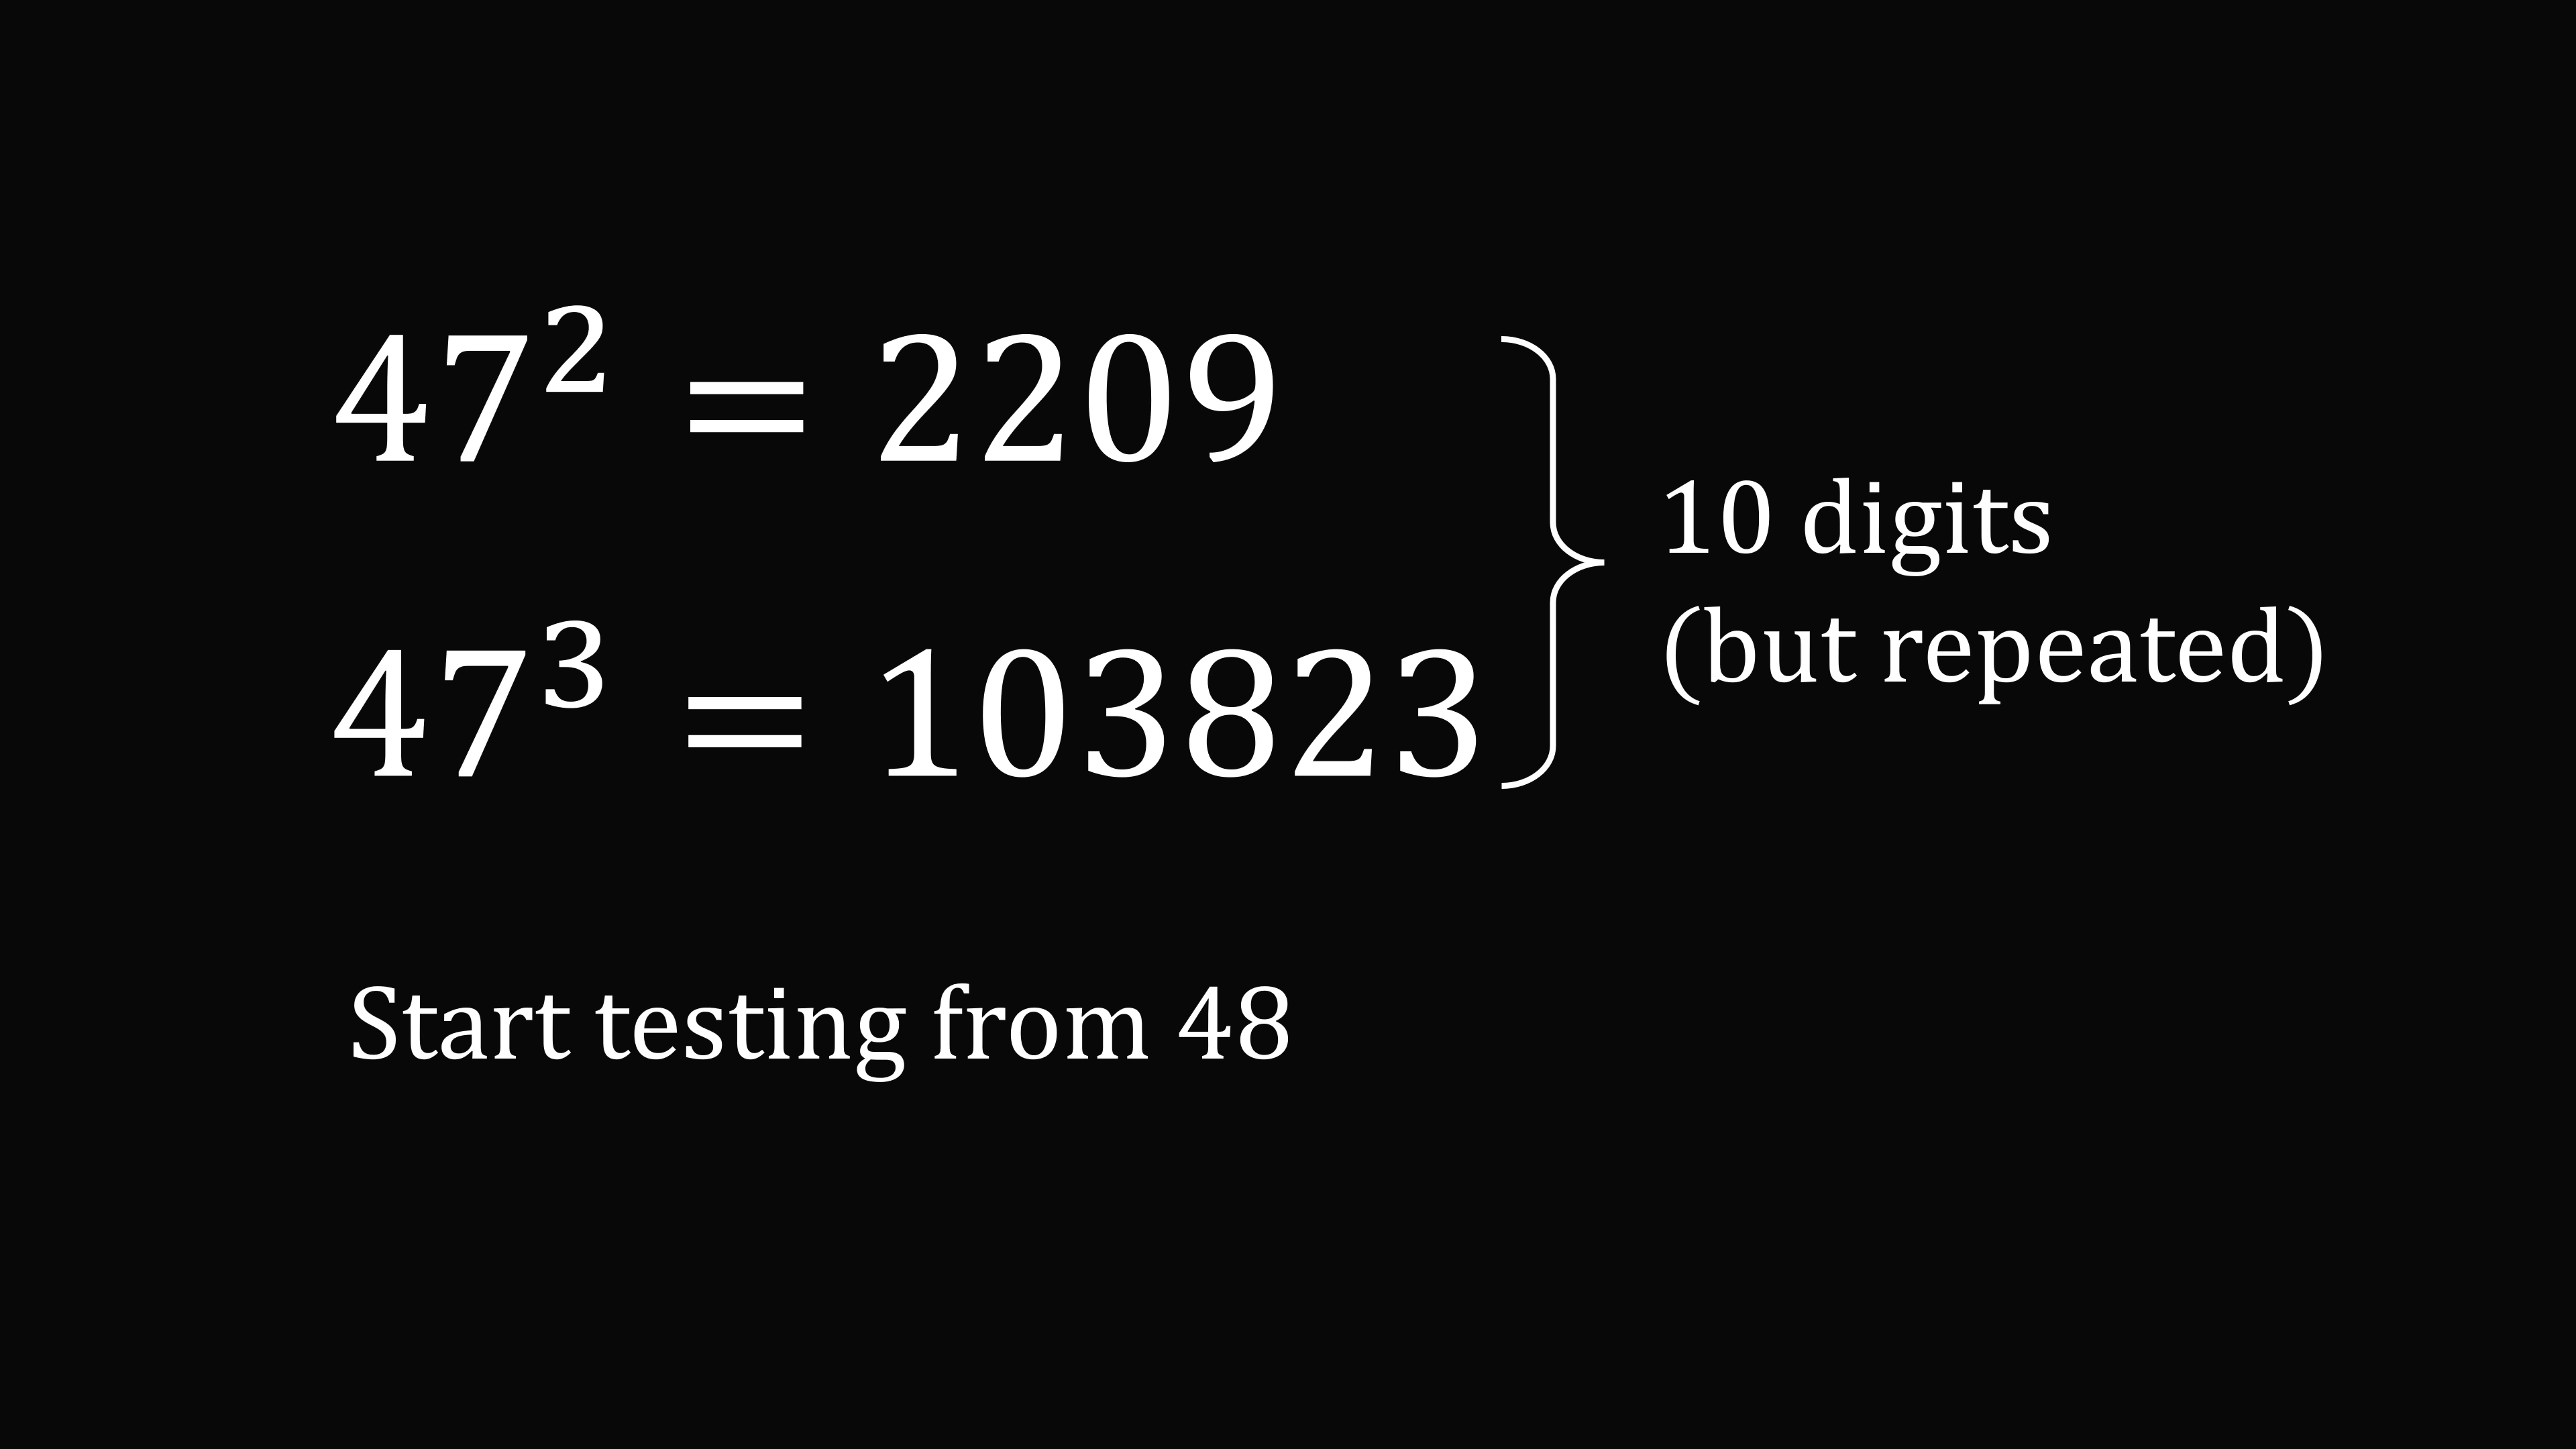 47² = 2209
47³ = 103823
10 digits
(but repeated)
Start testing from 48